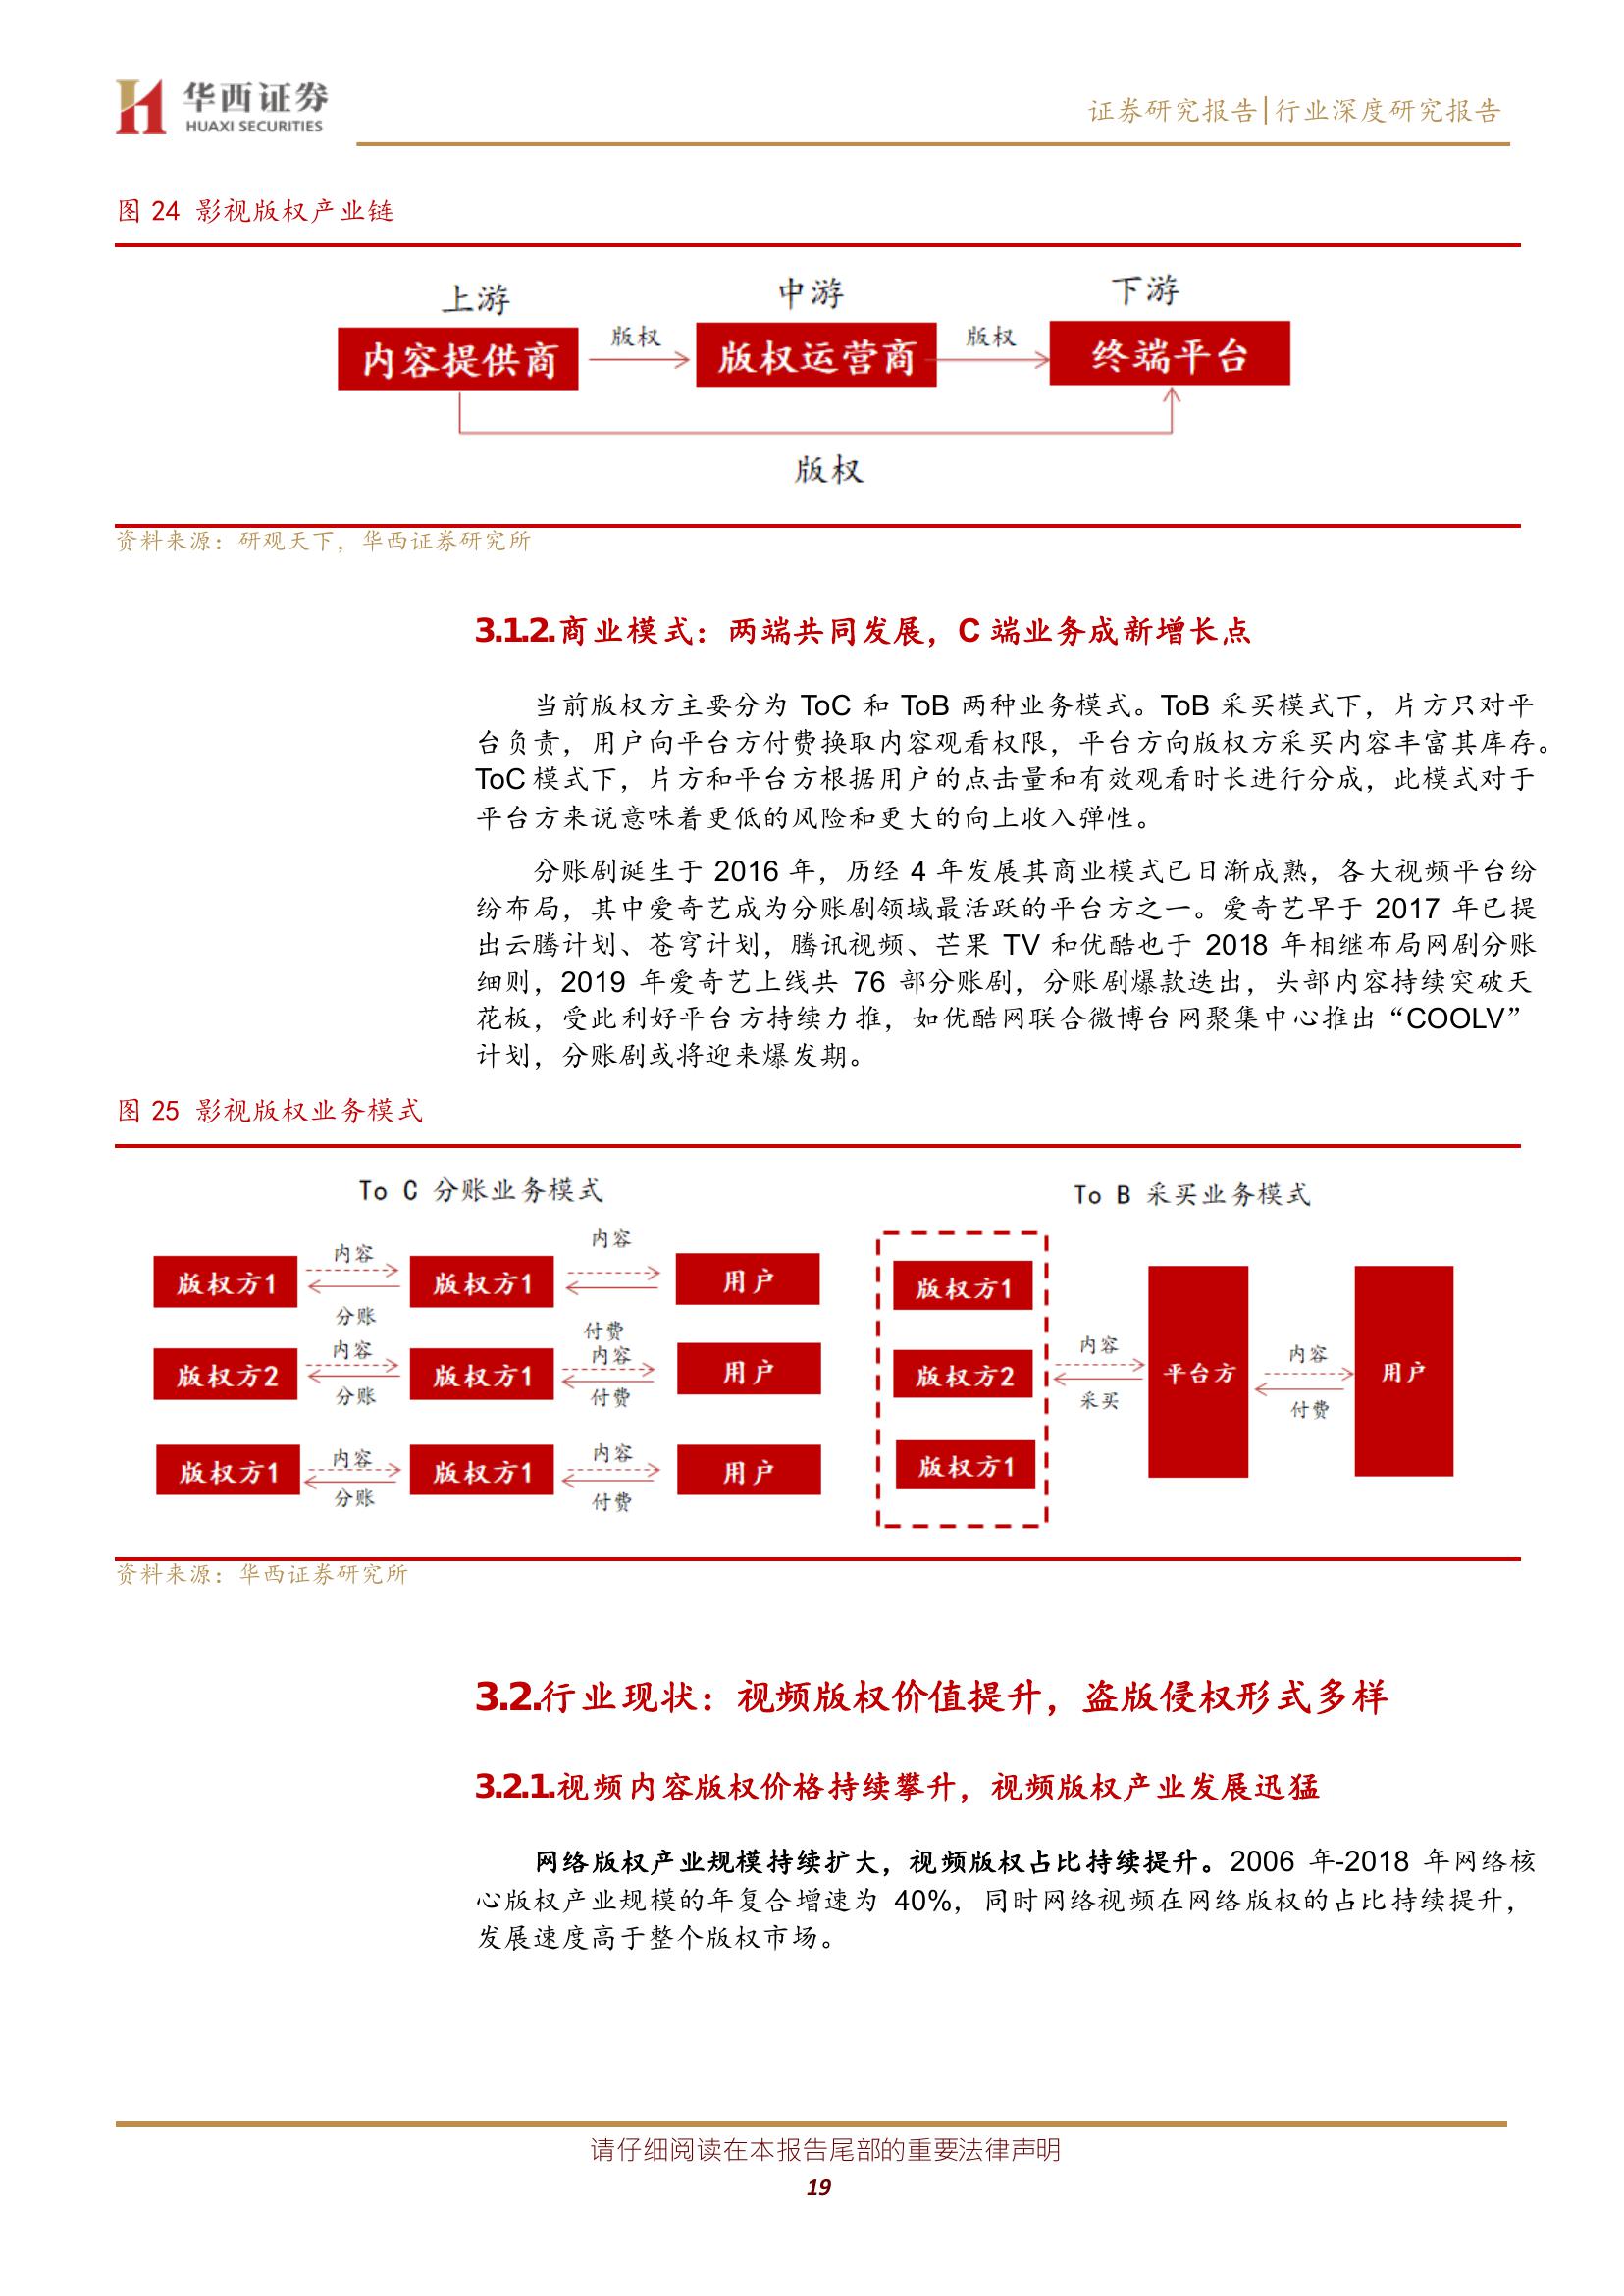 华西证券
HUAXI SECURITIES
证券研究报告|行业深度研究报告
图 24 影视版权产业链
上游 中游 下游
内容提供商 版权 版权运营商 版权 终端平台
版权
资料来源：研观天下，华西证券研究所
3.1.2.商业模式：两端共同发展，C 端业务成新增长点
当前版权方主要分为 ToC 和 ToB 两种业务模式。ToB 采买模式下，片方只对平
台负责，用户向平台方付费换取内容观看权限，平台方向版权方采买内容丰富其库存。
ToC 模式下，片方和平台方根据用户的点击量和有效观看时长进行分成，此模式对于
平台方来说意味着更低的风险和更大的向上收入弹性。
分账剧诞生于 2016 年，历经 4 年发展其商业模式已日渐成熟，各大视频平台纷
纷布局，其中爱奇艺成为分账剧领域最活跃的平台方之一。爱奇艺早于 2017 年已提
出云腾计划、苍穹计划，腾讯视频、芒果 TV 和优酷也于 2018 年相继布局网剧分账
细则，2019 年爱奇艺上线共 76 部分账剧，分账剧爆款迭出，头部内容持续突破天
花板，受此利好平台方持续力推，如优酷网联合微博台网聚集中心推出“COOLV”
计划，分账剧或将迎来爆发期。
图 25 影视版权业务模式
To C 分账业务模式
内容 内容
版权方1 版权方1 用户
分账 付费
内容 内容
版权方2 版权方1 用户
分账 付费
内容 内容
版权方1 版权方1 用户
分账 付费
To B 采买业务模式
版权方1
版权方2
版权方1
内容
采买
平台方
内容
付费
用户
资料来源：华西证券研究所
3.2.行业现状：视频版权价值提升，盗版侵权形式多样
3.2.1.视频内容版权价格持续攀升，视频版权产业发展迅猛
网络版权产业规模持续扩大，视频版权占比持续提升。2006 年-2018 年网络核
心版权产业规模的年复合增速为 40%，同时网络视频在网络版权的占比持续提升，
发展速度高于整个版权市场。
请仔细阅读在本报告尾部的重要法律声明
19